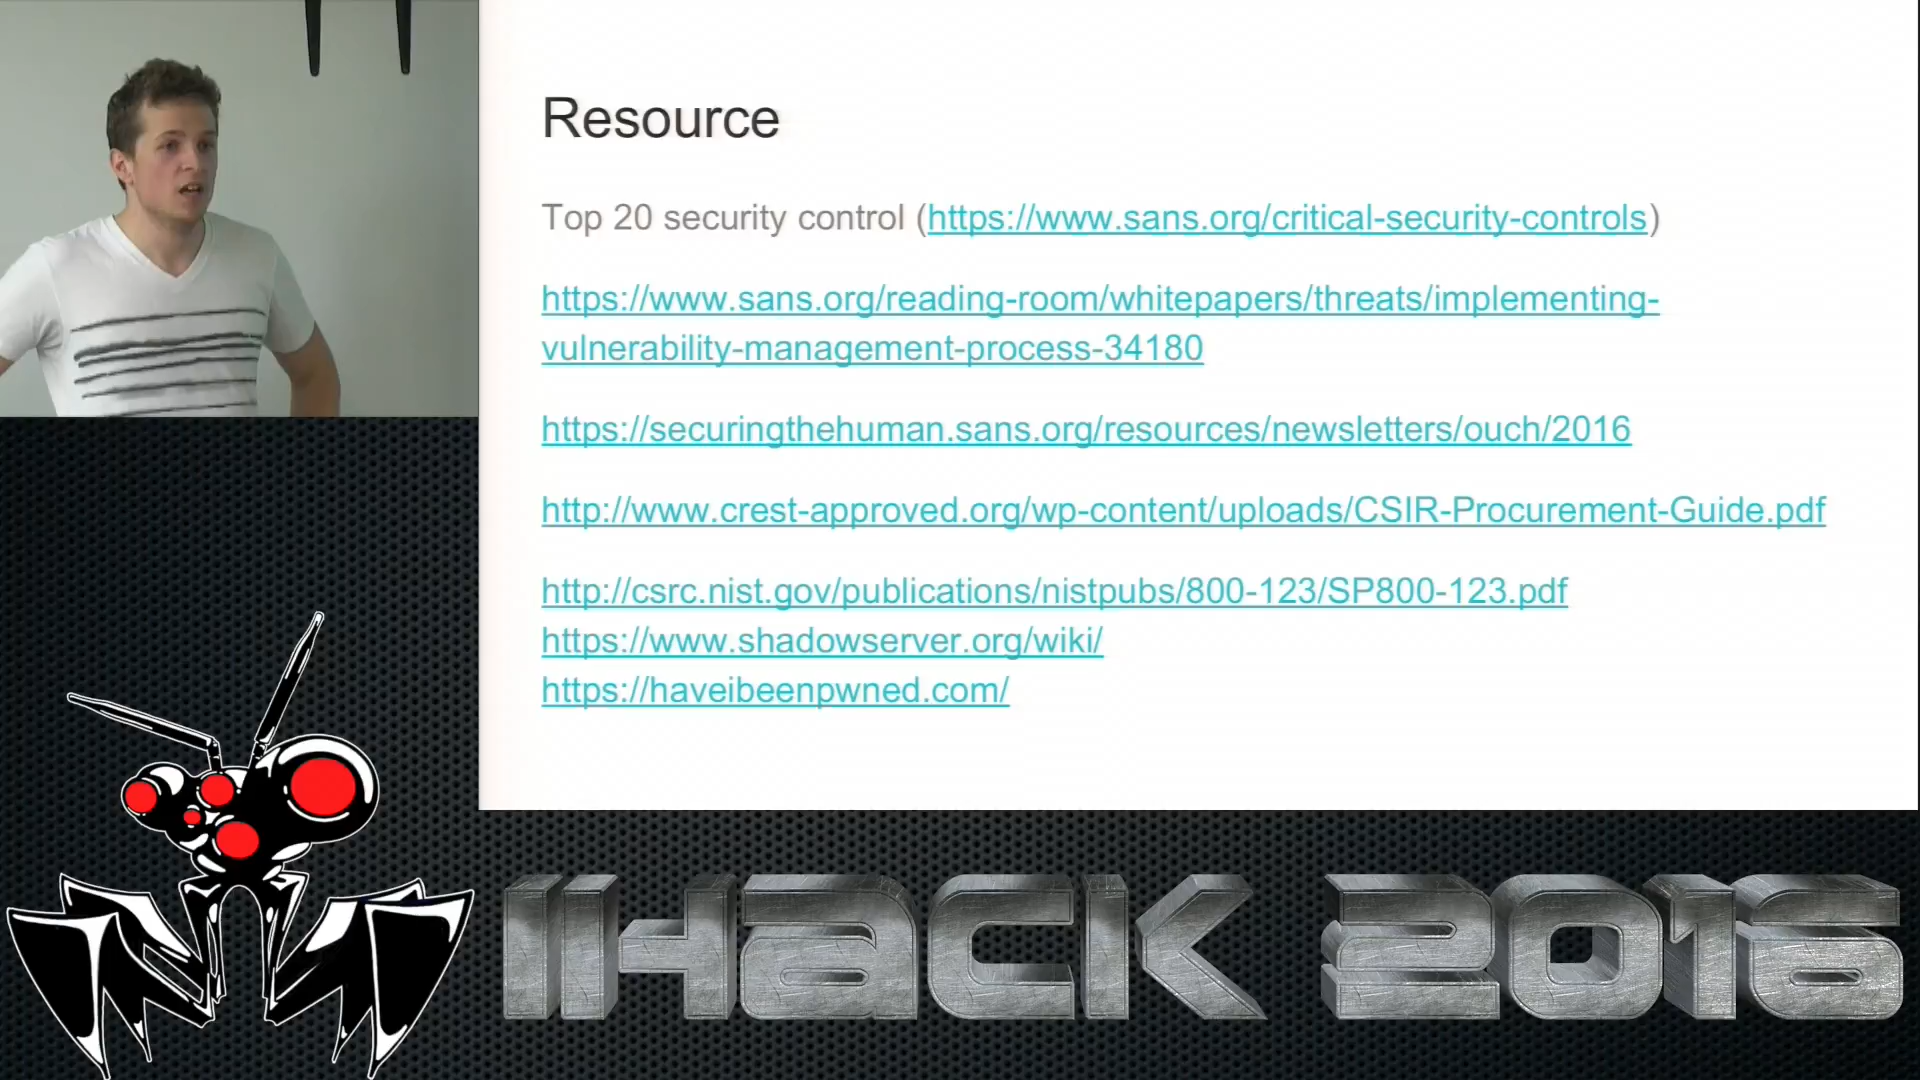 Resource
Top 20 security control (https://www.sans.org/critical-security-controls)
https://www.sans.org/reading-room/whitepapers/threats/implementing-
vulnerability-management-process-34180
https://securingthehuman.sans.org/resources/newsletters/ouch/2016
http://www.crest-approved.org/wp-content/uploads/CSIR-Procurement-Guide.pdf
http://csrc.nist.gov/publications/nistpubs/800-123/SP800-123.pdf
https://www.shadowserver.org/wiki/
https://haveibeenpwned.com/
IHACK 2016